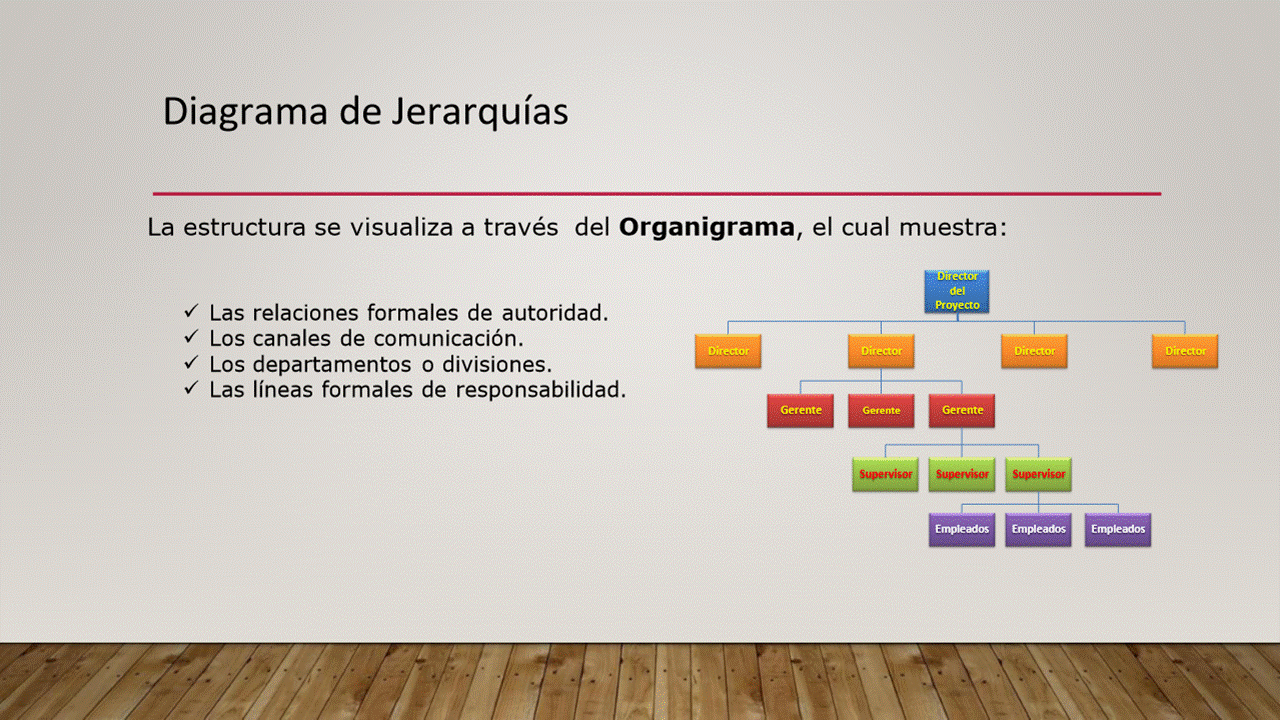 Diagrama de Jerarquías
La estructura se visualiza a través  del Organigrama, el cual muestra:
✓ Las relaciones formales de autoridad.
✓ Los canales de comunicación.
✓ Los departamentos o divisiones.
✓ Las líneas formales de responsabilidad.
Director
del
Proyecto
Director
Director
Director
Director
Gerente
Gerente
Gerente
Supervisor
Supervisor
Supervisor
Empleados
Empleados
Empleados